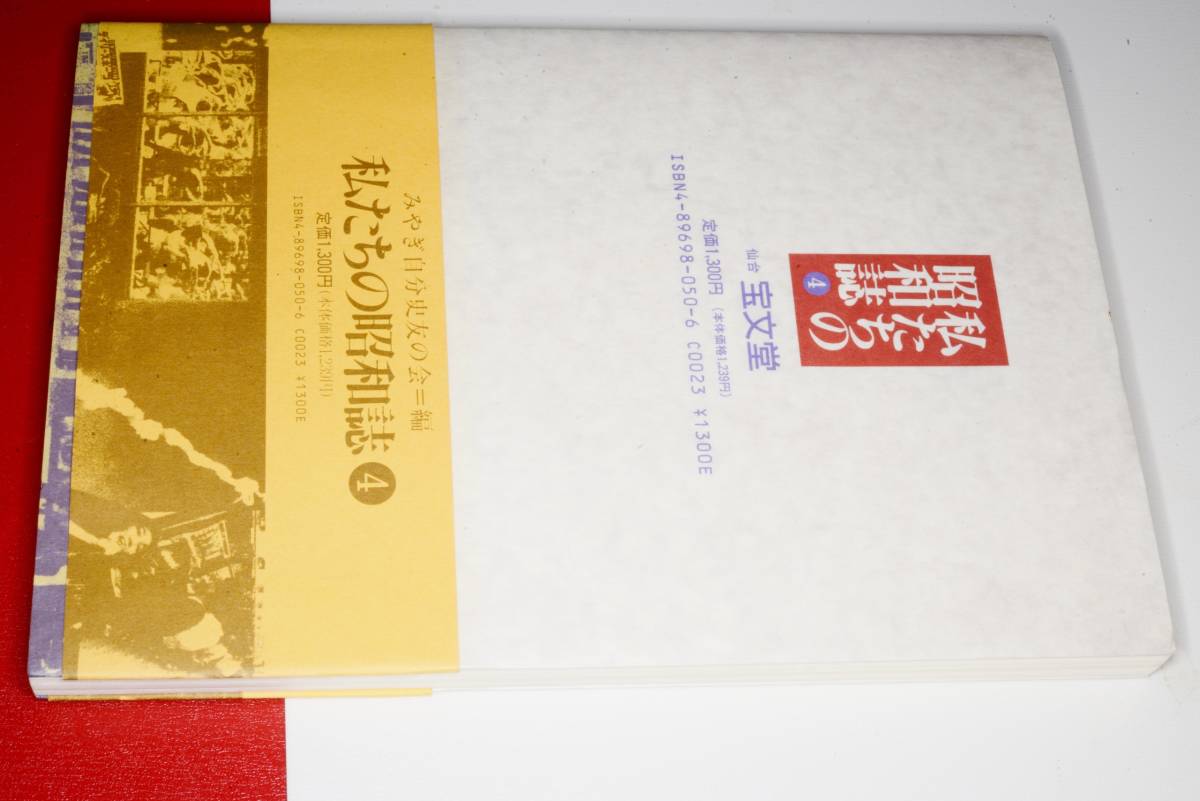 私たちの
昭和誌
4
仙台 宝文堂
定価1,300円 (本体価格1,239円)
ISBN4-89698-050-6 C0023 ¥1300E
みやぎ自分史友の会=編
私たちの昭和誌 4
定価1,300円(本体価格1,239円)
ISBN4-89698-050-6 C0023 ¥1300E